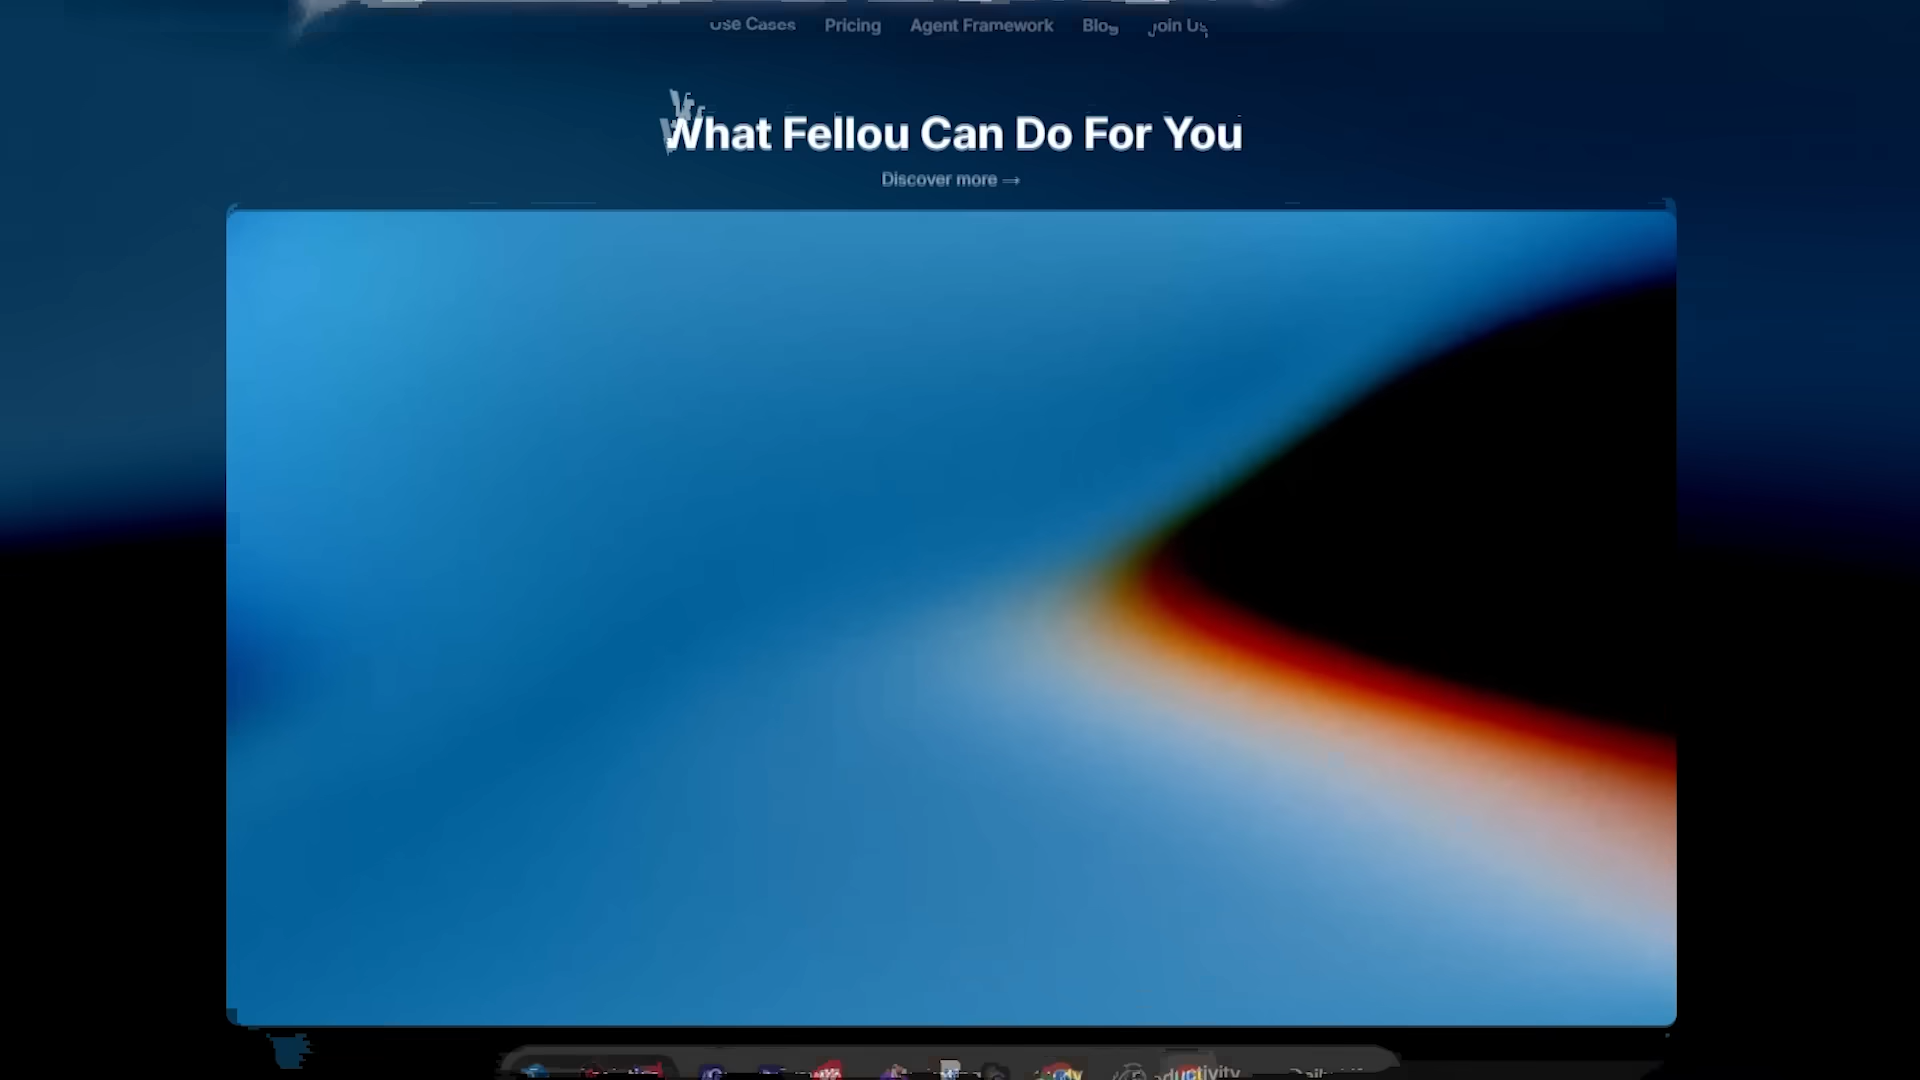 Use Cases Pricing Agent Framework Blog Join Us
What Fellou Can Do For You
Discover more →